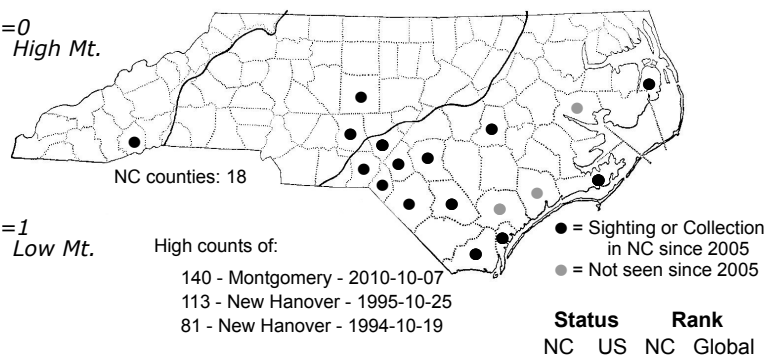 =0
High Mt.
NC counties: 18
=1
Low Mt.
High counts of:
140 - Montgomery - 2010-10-07
113 - New Hanover - 1995-10-25
81 - New Hanover - 1994-10-19
● = Sighting or Collection
in NC since 2005
● = Not seen since 2005
Status Rank
NC US NC Global